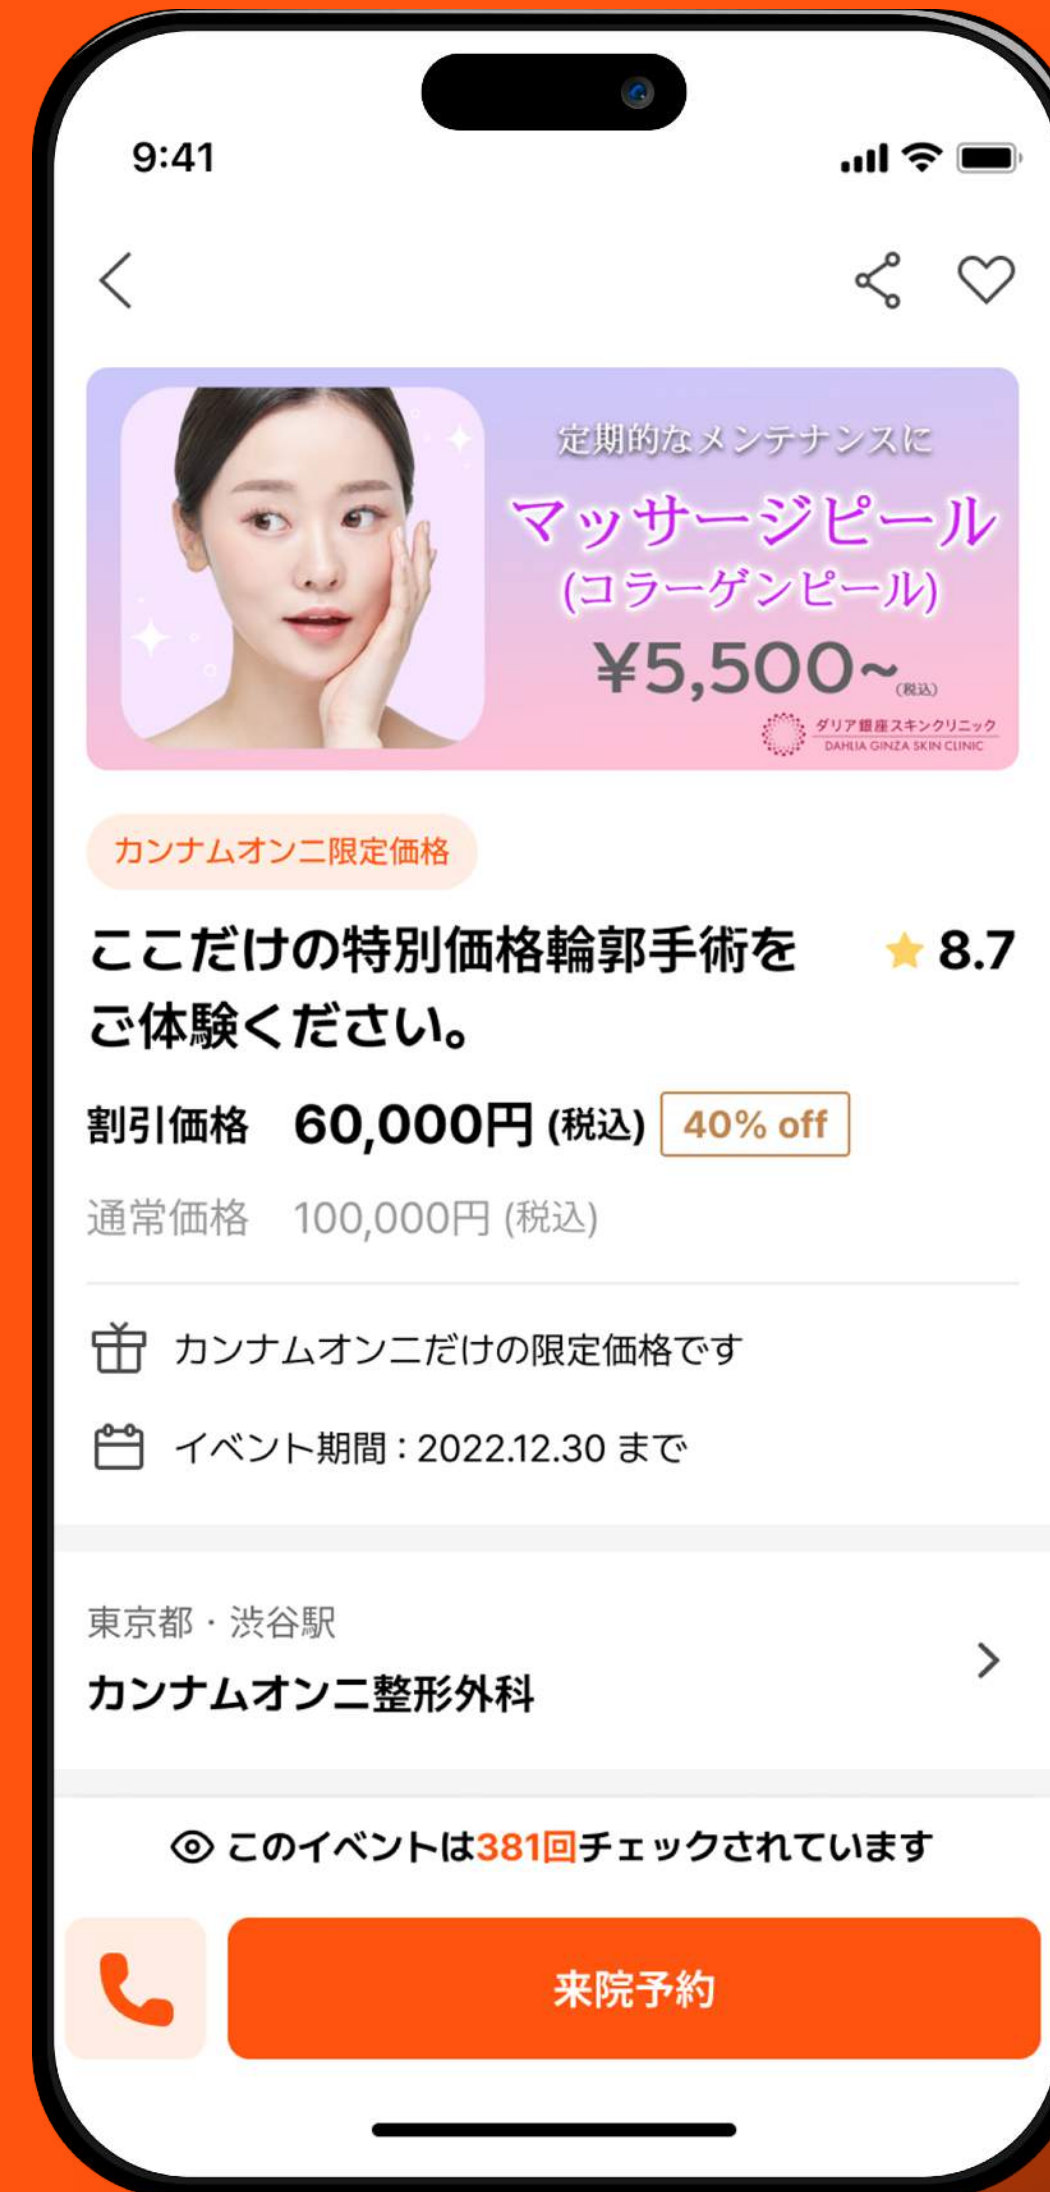 9:41
定期的なメンテナンスに
マッサージピール
(コラーゲンピール)
¥5,500~(税込)
ダリア銀座スキンクリニック
DAHLIA GINZA SKIN CLINIC
カンナムオンニ限定価格
ここだけの特別価格輪郭手術を
ご体験ください。
8.7
割引価格 60,000円 (税込) 40% off
通常価格 100,000円 (税込)
カンナムオンニだけの限定価格です
イベント期間 : 2022.12.30 まで
東京都・渋谷駅
カンナムオンニ整形外科
このイベントは381回チェックされています
来院予約